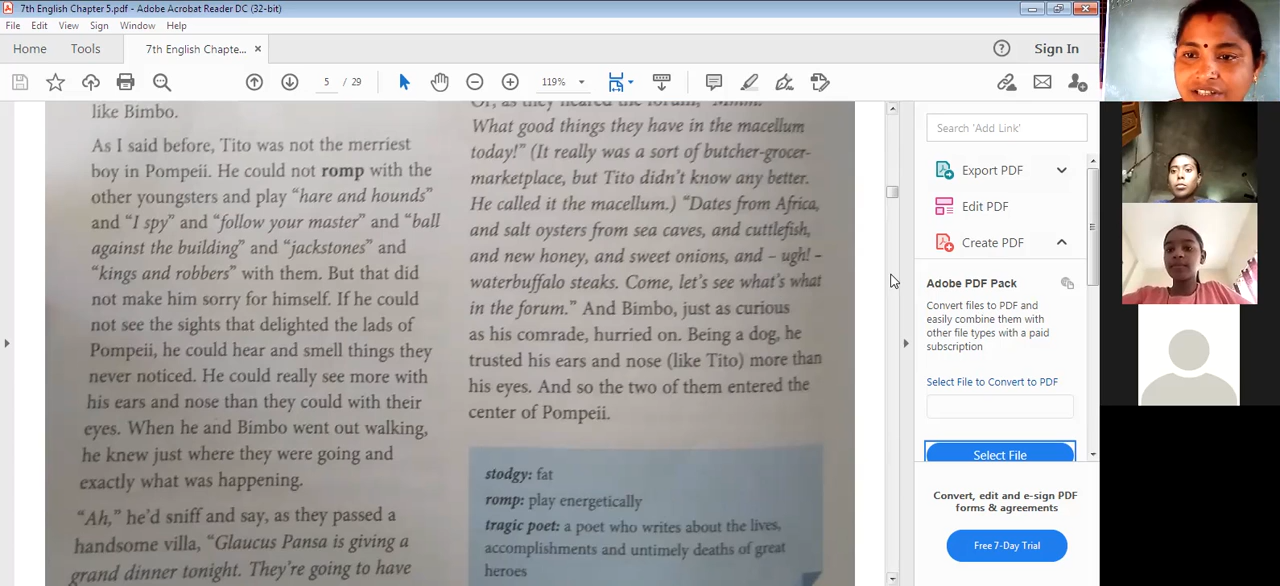 7th English Chapter 5.pdf - Adobe Acrobat Reader DC (32-bit)
File Edit View Sign Window Help
Home Tools 7th English Chapte... × Sign In
5 / 29 119%
like Bimbo.
As I said before, Tito was not the merriest
boy in Pompeii. He could not romp with the
other youngsters and play "hare and hounds"
and "I spy" and "follow your master" and "ball
against the building" and "jackstones" and
"kings and robbers" with them. But that did
not make him sorry for himself. If he could
not see the sights that delighted the lads of
Pompeii, he could hear and smell things they
never noticed. He could really see more with
his ears and nose than they could with their
eyes. When he and Bimbo went out walking,
he knew just where they were going and
exactly what was happening.
"Ah," he'd sniff and say, as they passed a
handsome villa, "Glaucus Pansa is giving a
grand dinner tonight. They're going to have
Or, as they neared the forum, "Mmm!
What good things they have in the macellum
today!" (It really was a sort of butcher-grocer-
marketplace, but Tito didn't know any better.
He called it the macellum.) "Dates from Africa,
and salt oysters from sea caves, and cuttlefish,
and new honey, and sweet onions, and – ugh! –
waterbuffalo steaks. Come, let's see what's what
in the forum." And Bimbo, just as curious
as his comrade, hurried on. Being a dog, he
trusted his ears and nose (like Tito) more than
his eyes. And so the two of them entered the
center of Pompeii.
stodgy: fat
romp: play energetically
tragic poet: a poet who writes about the lives,
accomplishments and untimely deaths of great
heroes
Search 'Add Link'
Export PDF
Edit PDF
Create PDF
Adobe PDF Pack
Convert files to PDF and
easily combine them with
other file types with a paid
subscription
Select File to Convert to PDF
Select File
Convert, edit and e-sign PDF
forms & agreements
Free 7-Day Trial